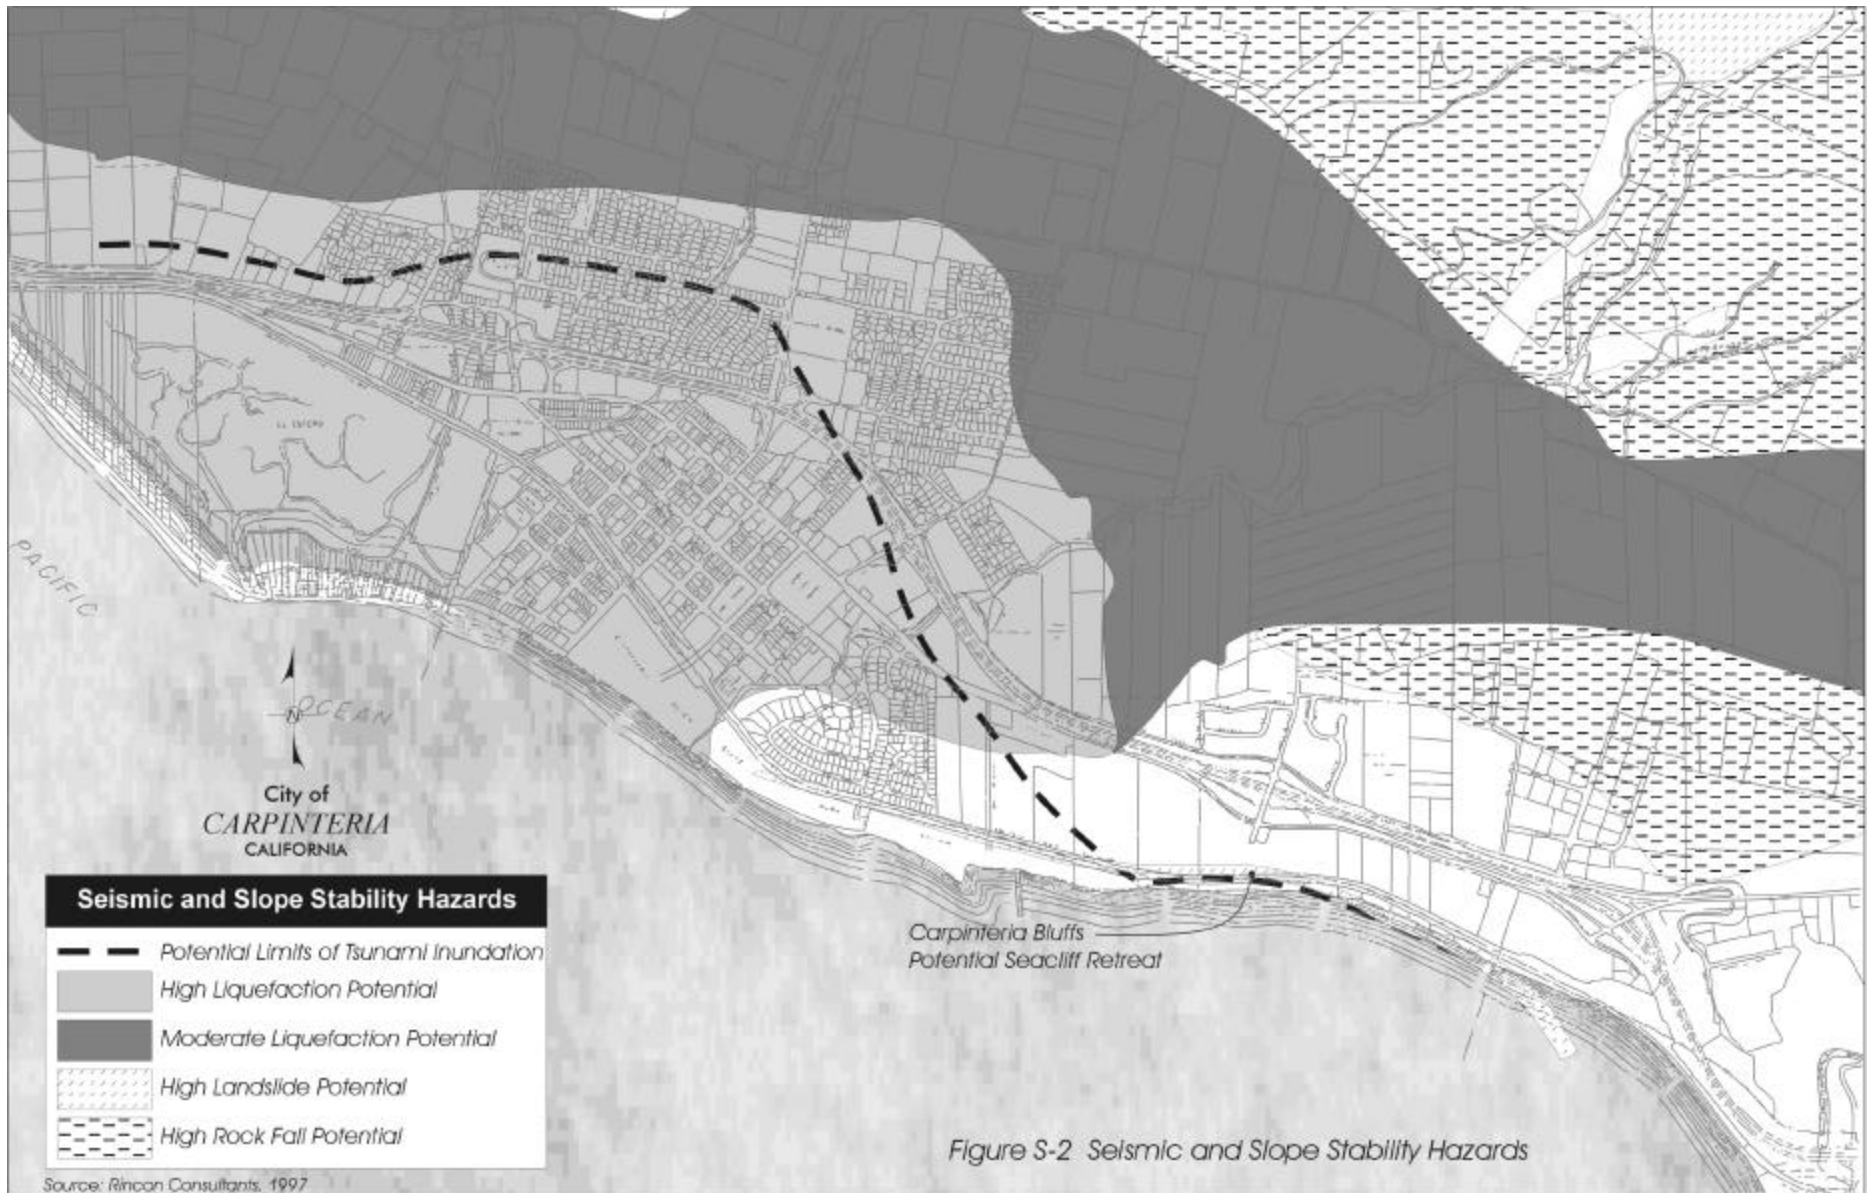 EL ESTERO
PACIFIC
OCEAN
N
City of
CARPINTERIA
CALIFORNIA
Seismic and Slope Stability Hazards
Potential Limits of Tsunami Inundation
High Liquefaction Potential
Moderate Liquefaction Potential
High Landslide Potential
High Rock Fall Potential
Source: Rincon Consultants, 1997
Carpinteria Bluffs
Potential Seacliff Retreat
Figure S-2 Seismic and Slope Stability Hazards